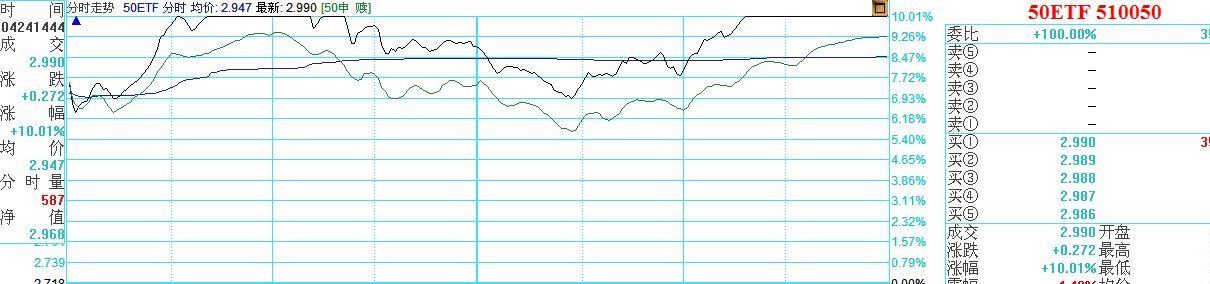 时 间
04241444
成 交
2.990
涨 跌
+0.272
涨 幅
+10.01%
均 价
2.947
分 时 量
587
净 值
2.968
2.739
2.718
分时走势 50ETF 分时 均价: 2.947 最新: 2.990 [50申 赎]
10.01%
9.26%
8.47%
7.72%
6.93%
6.18%
5.40%
4.65%
3.86%
3.11%
2.32%
1.57%
0.79%
0.00%
50ETF 510050
委比 +100.00%
卖⑤ —
卖④ —
卖③ —
卖② —
卖① —
买① 2.990
买② 2.989
买③ 2.988
买④ 2.987
买⑤ 2.986
成交 2.990 开盘
涨跌 +0.272 最高
涨幅 +10.01% 最低